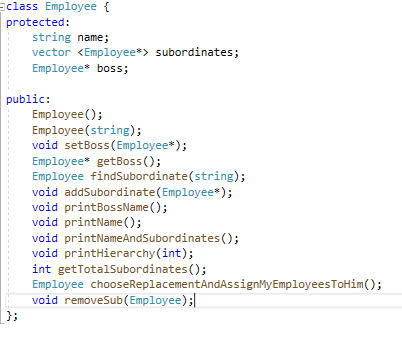 class Employee {
protected:
string name;
vector <Employee*> subordinates;
Employee* boss;
public:
Employee();
Employee(string);
void setBoss(Employee*);
Employee* getBoss();
Employee findSubordinate(string);
void addSubordinate(Employee*);
void printBossName();
void printName();
void printNameAndSubordinates();
void printHierarchy(int);
int getTotalSubordinates();
Employee chooseReplacementAndAssignMyEmployeesToHim();
void removeSub(Employee);
};